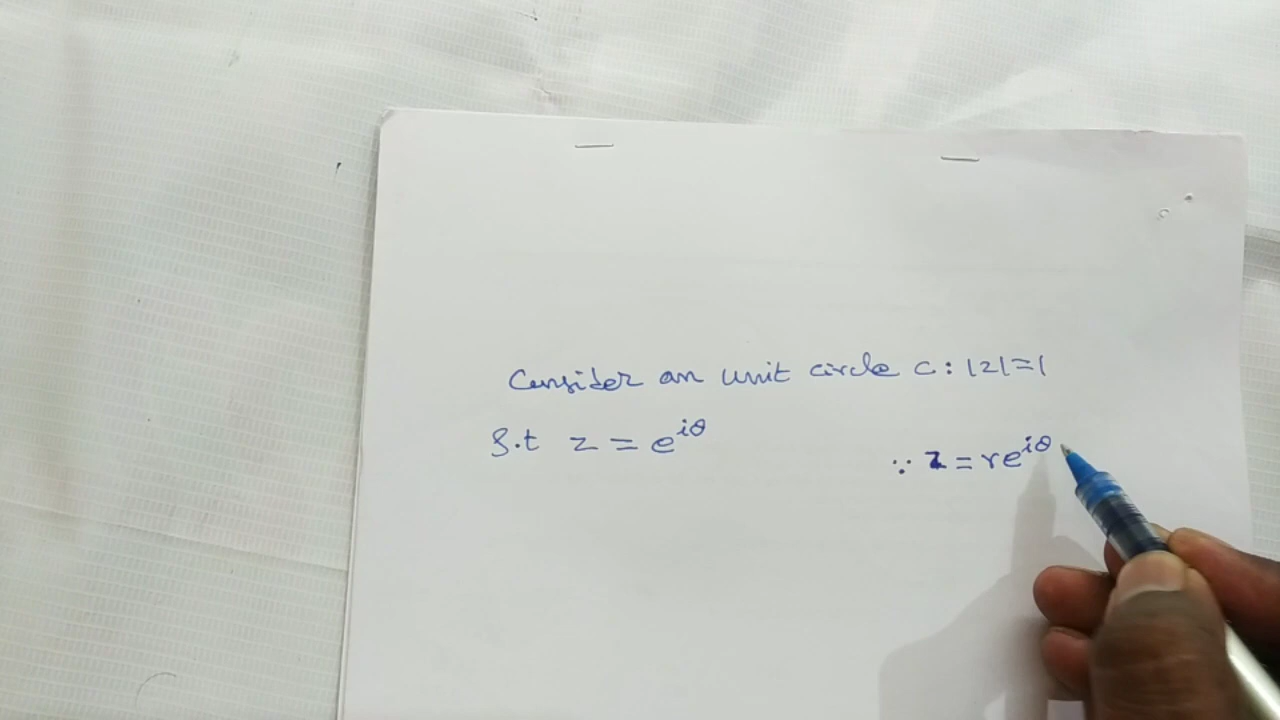 Consider an unit circle c : |z|=1
S.t z = e^{iθ}
∵ z = re^{iθ}